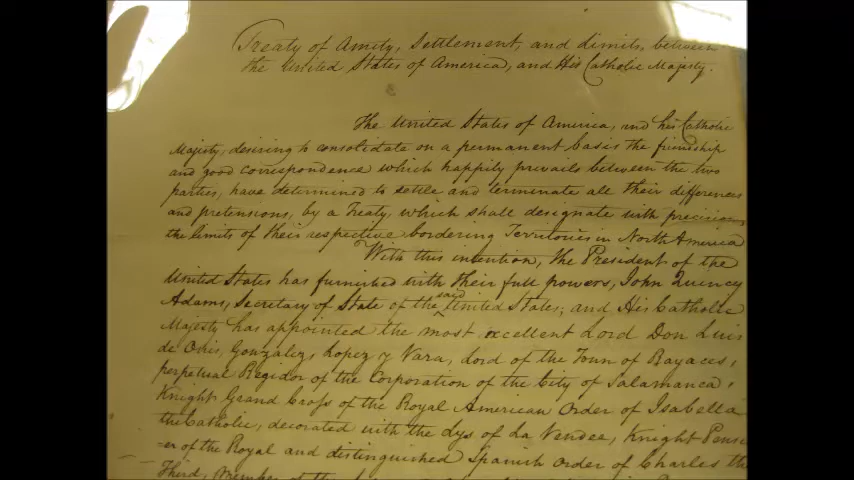 Treaty of Amity, Settlement, and Limits, between
the United States of America, and His Catholic Majesty.
The United States of America, and his Catholic
Majesty, desiring to consolidate on a permanent basis the friendship
and good correspondence which happily prevails between the two
parties, have determined to settle and terminate all their differences
and pretensions, by a Treaty, which shall designate with precision
the limits of their respective bordering Territories in North America
With this intention, the President of the
United States has furnished with their full powers, John Quincy
Adams, Secretary of State of the said United States; and His Catholic
Majesty has appointed the most excellent Lord Don Luis
de Onis, Gonzalez, Lopez y Vara, Lord of the Town of Rayaces,
perpetual Regidor of the Corporation of the City of Salamanca,
Knight Grand Cross of the Royal American Order of Isabella
the Catholic, decorated with the Lys of La Vendee, Knight Pensi
=er of the Royal and distinguished Spanish Order of Charles the
Third, Member of the